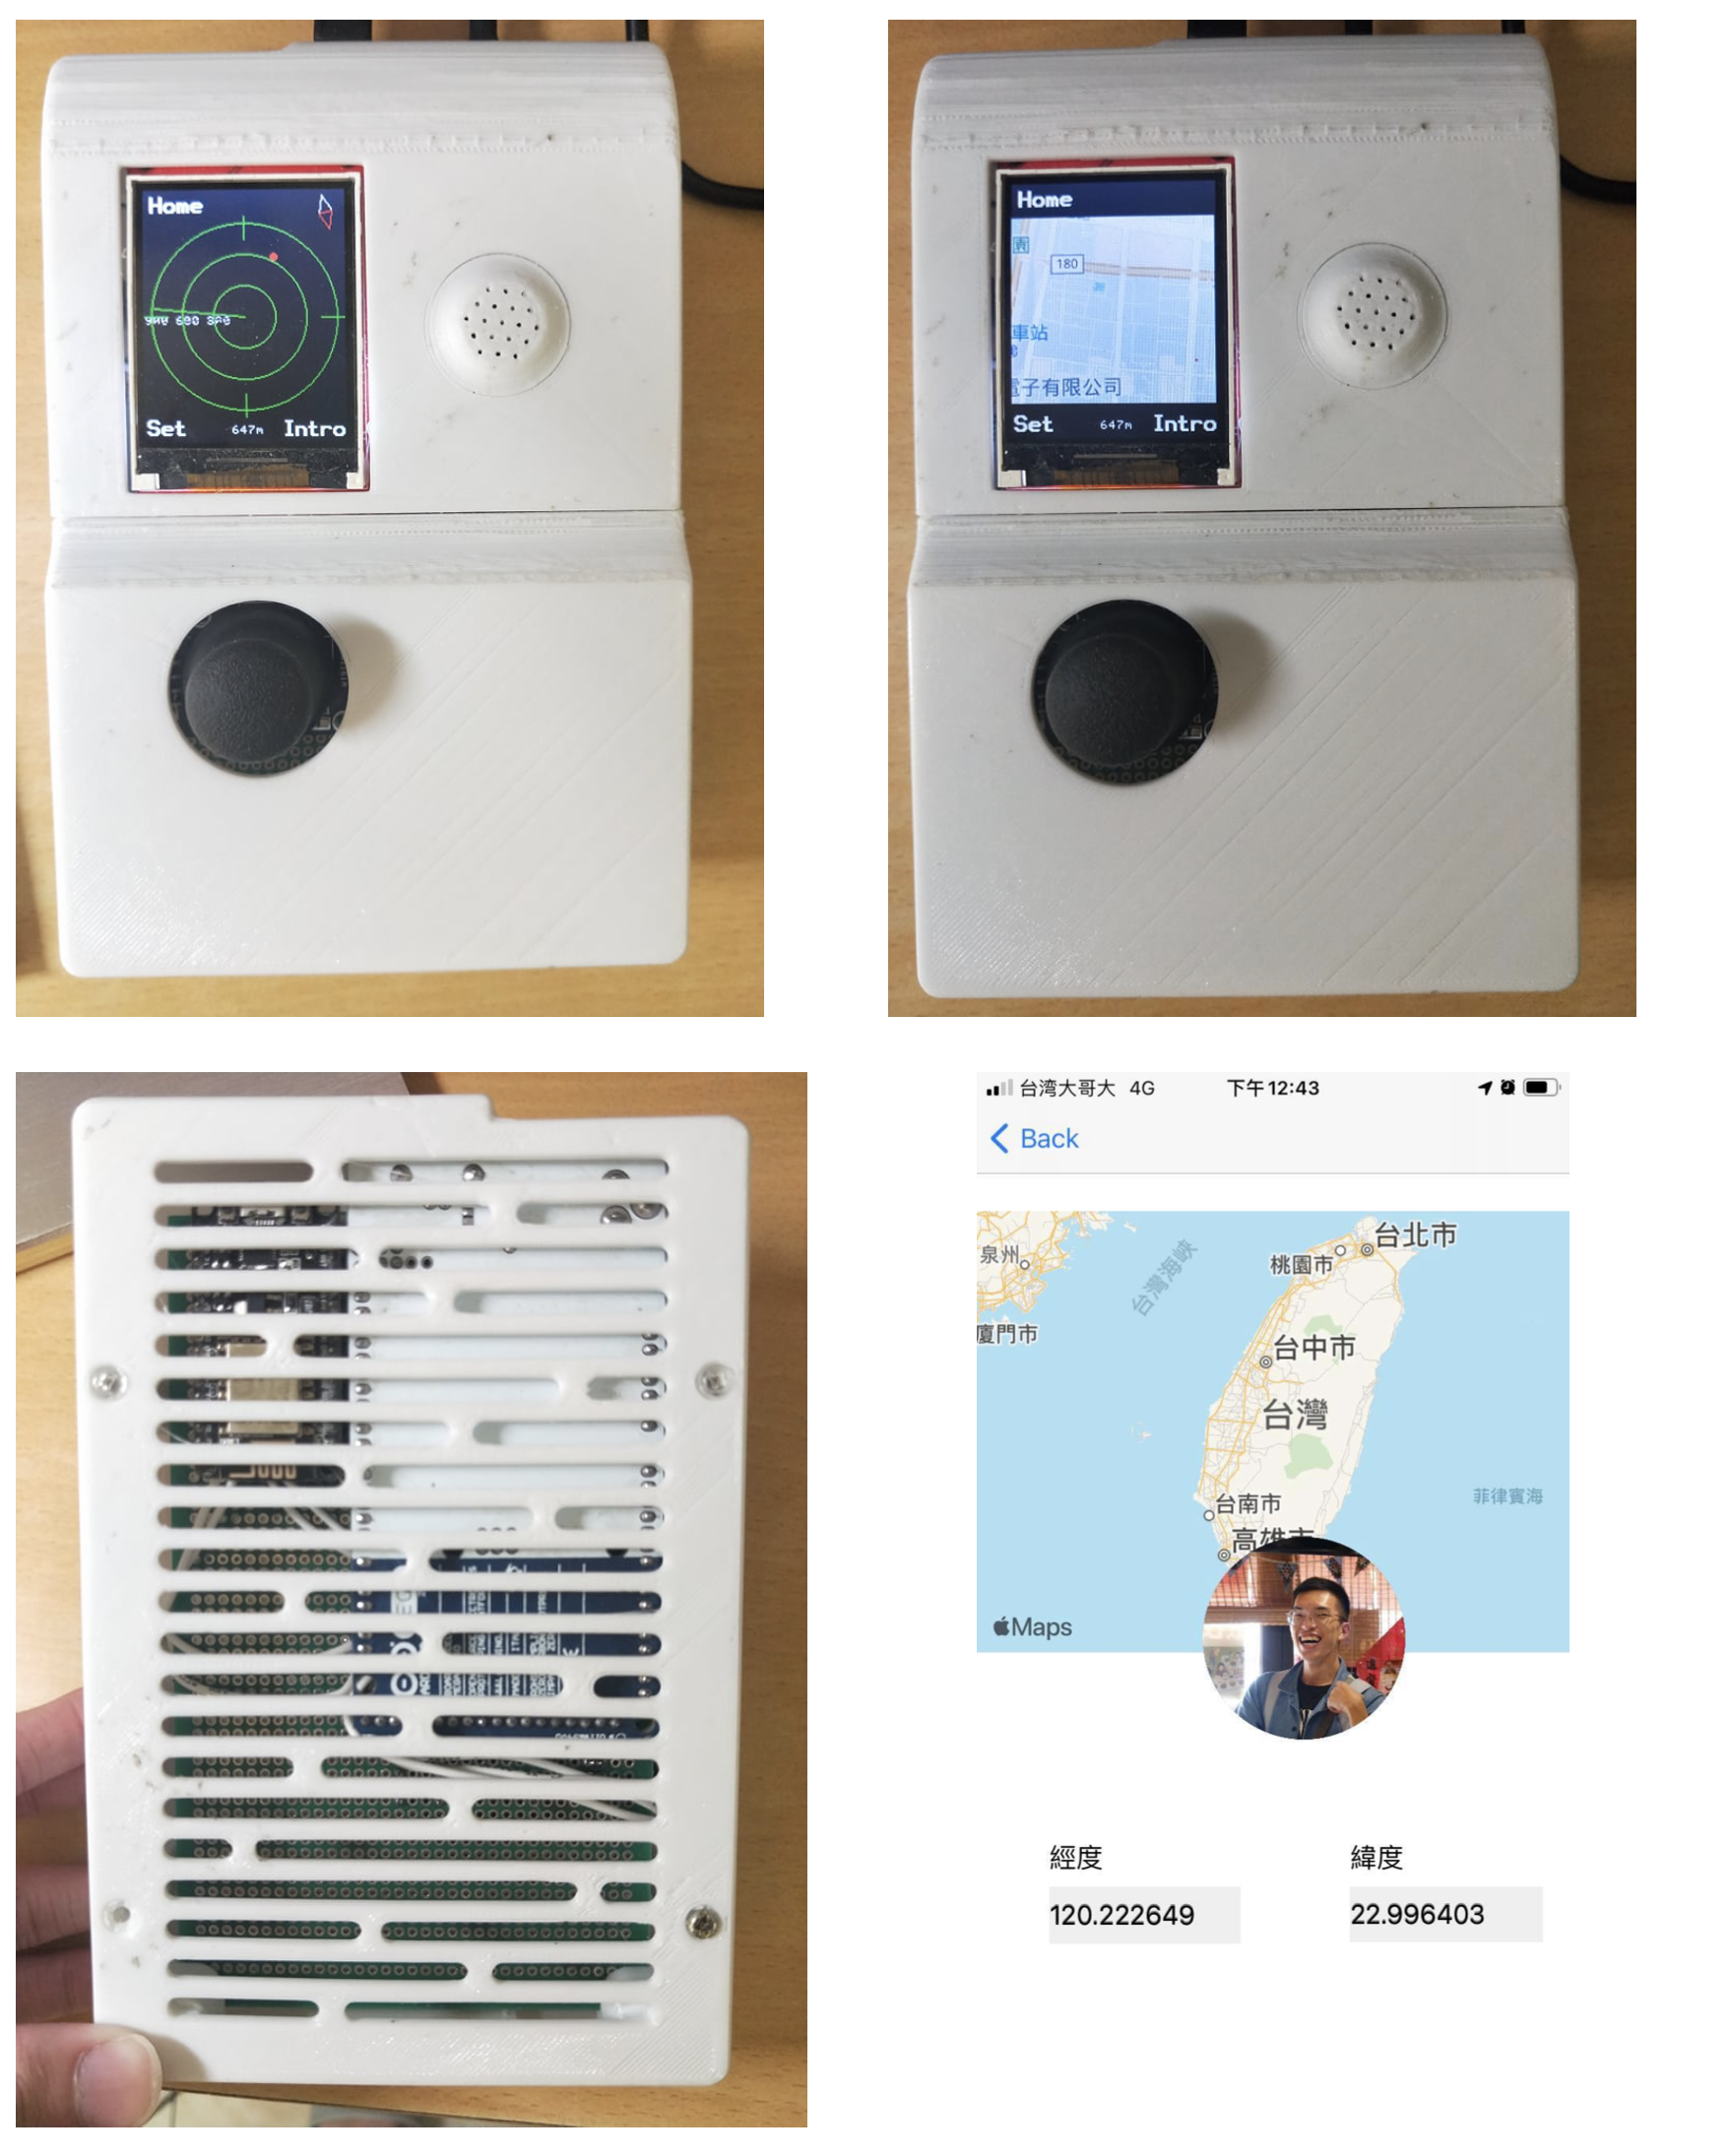 Home
Set
647m
Intro
Home
180
車站
電子有限公司
Set
647m
Intro
台湾大哥大 4G
下午12:43
Back
泉州
廈門市
台灣海峽
台北市
桃園市
台中市
台灣
台南市
高雄市
菲律賓海
Maps
經度
緯度
120.222649
22.996403